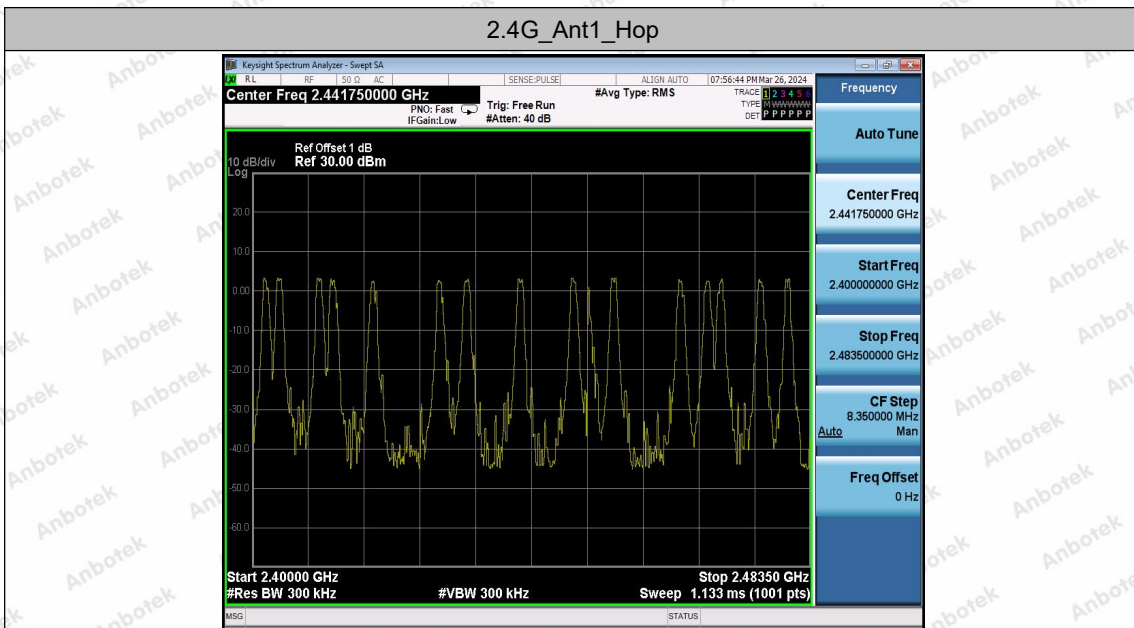 2.4G_Ant1_Hop
Keysight Spectrum Analyzer - Swept SA
RL RF 50 Ω AC SENSE:PULSE ALIGN AUTO 07:56:44 PM Mar 26, 2024
Center Freq 2.441750000 GHz
PNO: Fast
IFGain:Low
Trig: Free Run
#Atten: 40 dB
#Avg Type: RMS
TRACE 1 2 3 4 5 6
TYPE M WWWWW
DET P P P P P P
Ref Offset 1 dB
10 dB/div Ref 30.00 dBm
Log
20.0
10.0
0.00
-10.0
-20.0
-30.0
-40.0
-50.0
-60.0
Start 2.40000 GHz Stop 2.48350 GHz
#Res BW 300 kHz #VBW 300 kHz Sweep 1.133 ms (1001 pts)
MSG STATUS
Frequency
Auto Tune
Center Freq
2.441750000 GHz
Start Freq
2.400000000 GHz
Stop Freq
2.483500000 GHz
CF Step
8.350000 MHz
Auto Man
Freq Offset
0 Hz
Anbotek